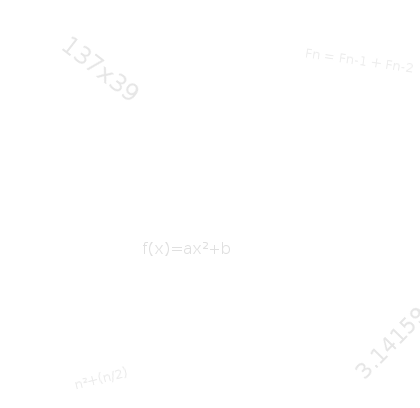 137x39
Fn = Fn-1 + Fn-2
f(x)=ax²+b
3.14159
n²+(n/2)